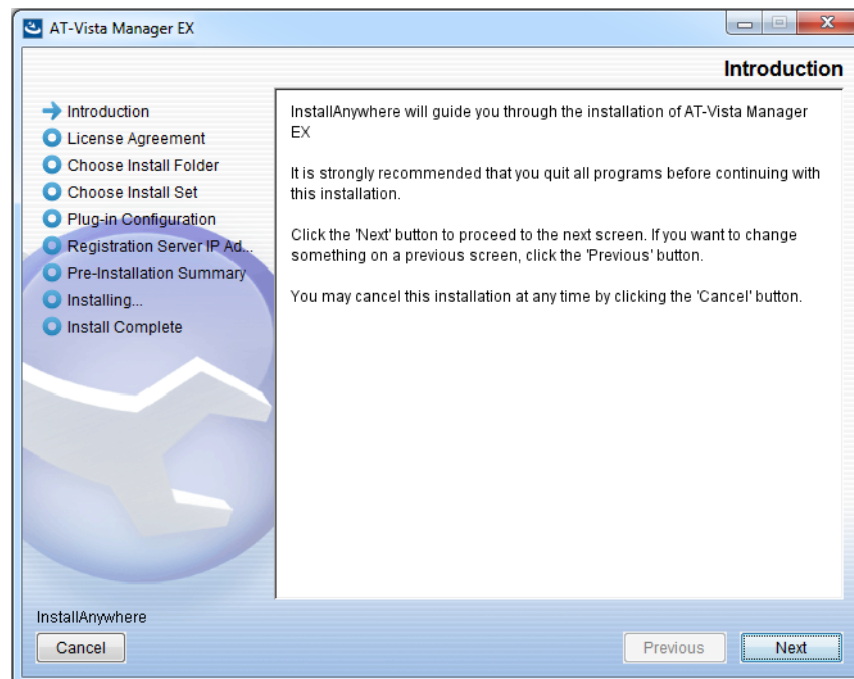 AT-Vista Manager EX
Introduction
Introduction
License Agreement
Choose Install Folder
Choose Install Set
Plug-in Configuration
Registration Server IP Ad...
Pre-Installation Summary
Installing...
Install Complete
InstallAnywhere will guide you through the installation of AT-Vista Manager
EX
It is strongly recommended that you quit all programs before continuing with
this installation.
Click the 'Next' button to proceed to the next screen. If you want to change
something on a previous screen, click the 'Previous' button.
You may cancel this installation at any time by clicking the 'Cancel' button.
InstallAnywhere
Cancel
Previous
Next